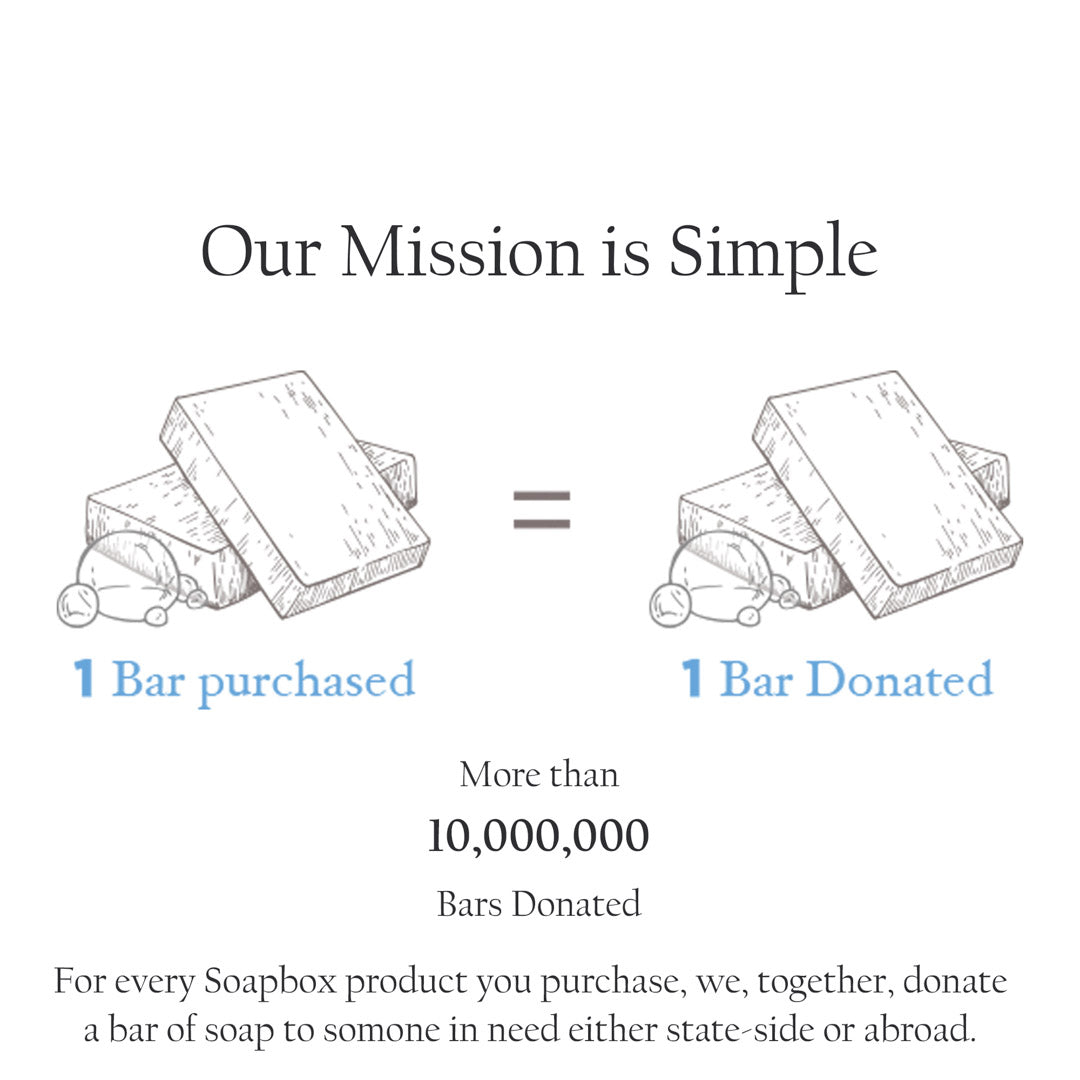 Our Mission is Simple
=
1 Bar purchased
1 Bar Donated
More than
10,000,000
Bars Donated
For every Soapbox product you purchase, we, together, donate
a bar of soap to somone in need either state-side or abroad.